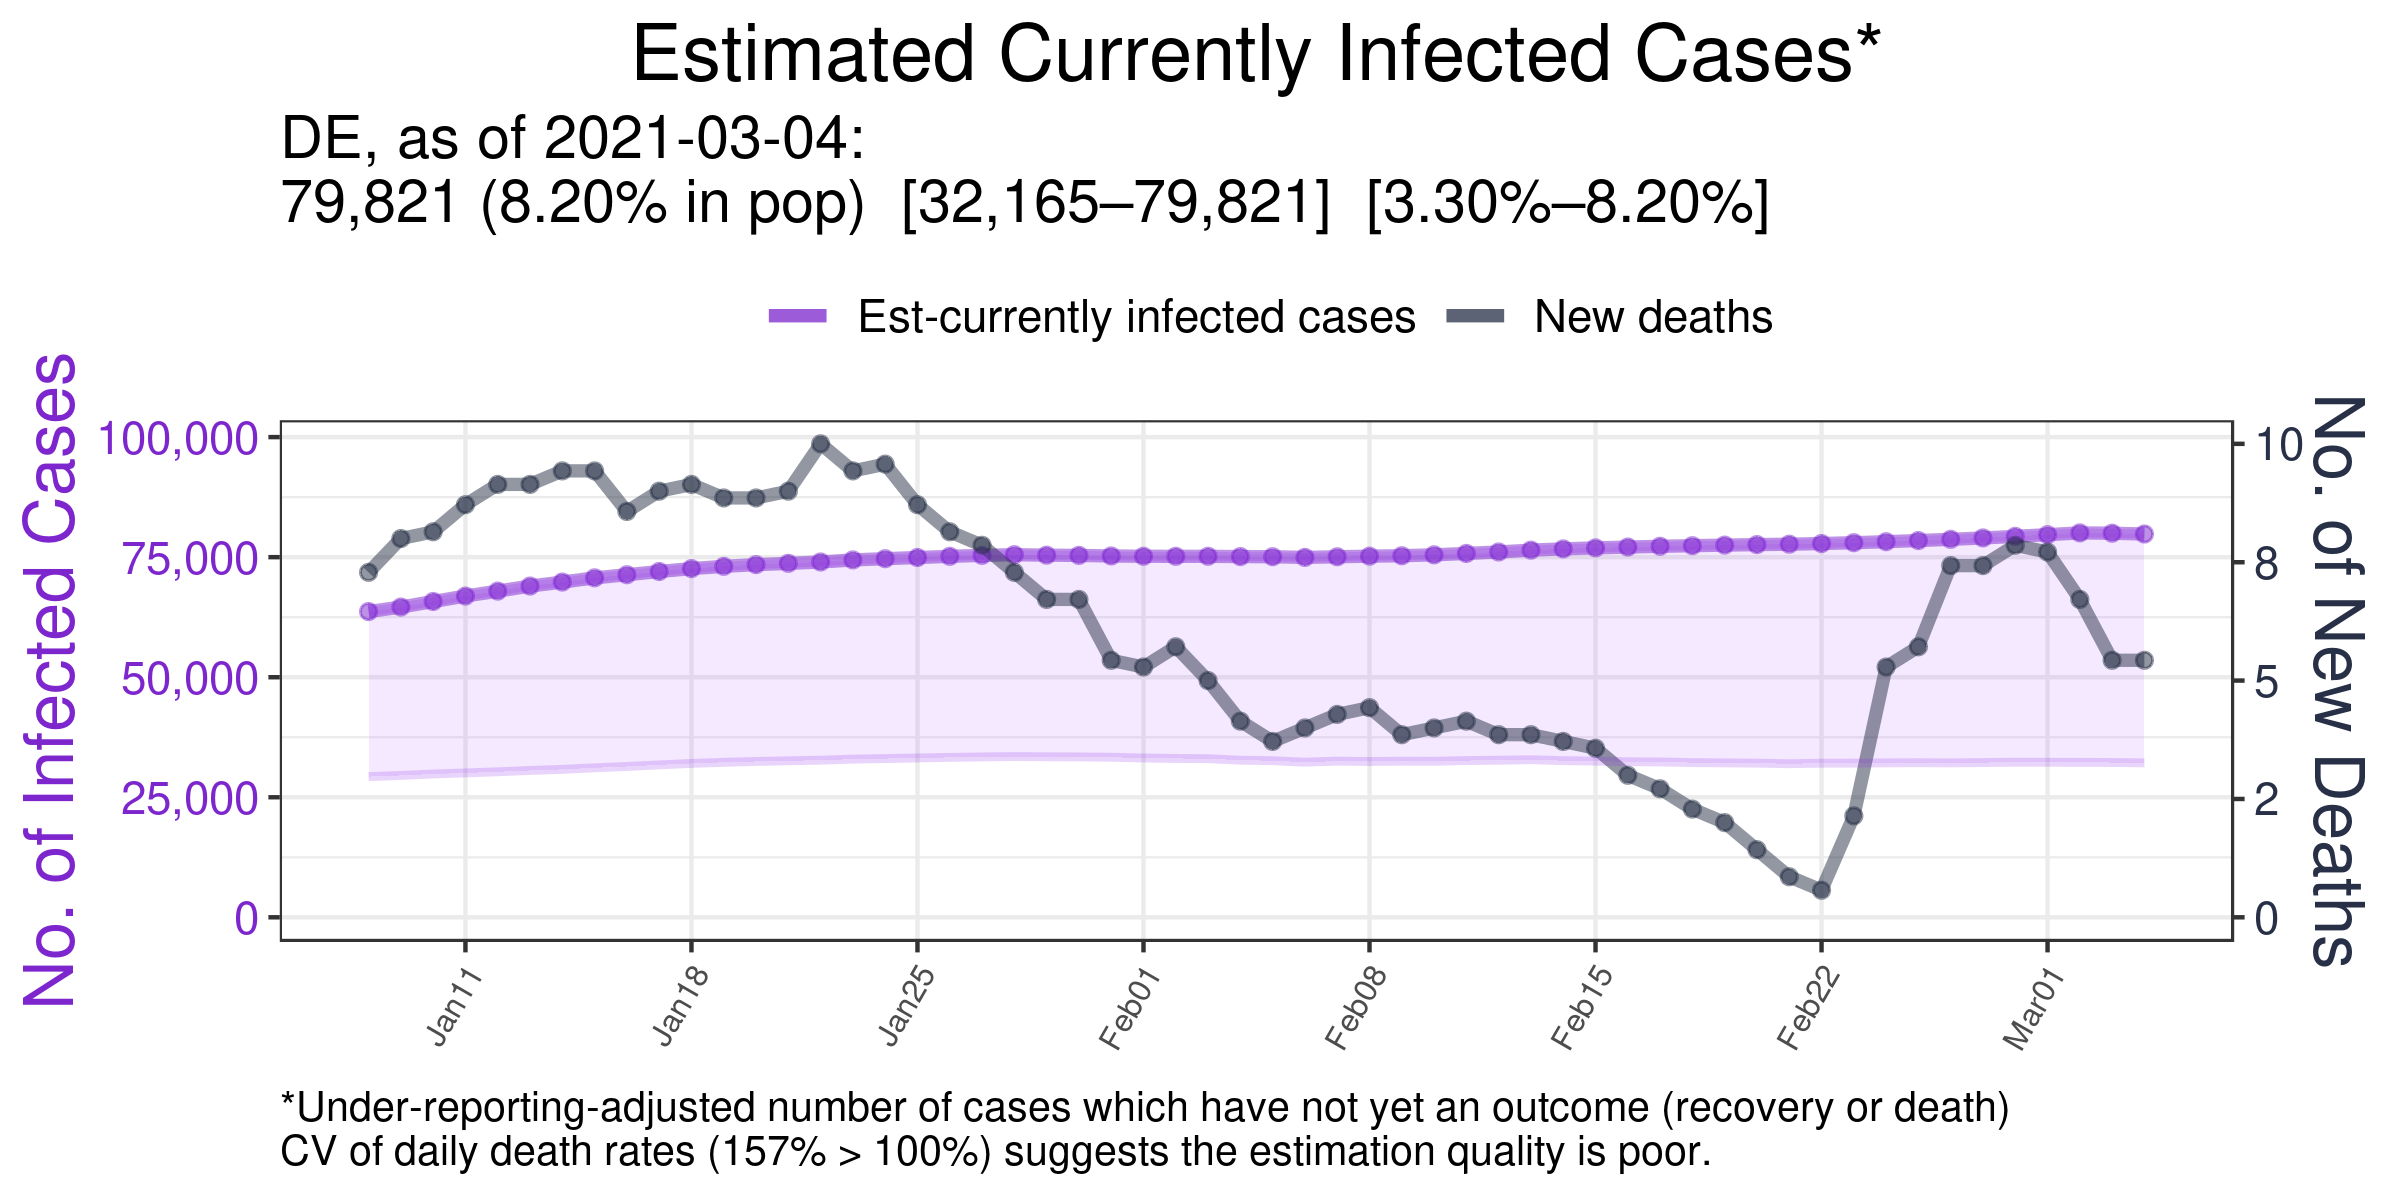 Estimated Currently Infected Cases*
DE, as of 2021-03-04:
79,821 (8.20% in pop)  [32,165–79,821]  [3.30%–8.20%]
Est-currently infected cases
New deaths
No. of Infected Cases
100,000
75,000
50,000
25,000
0
No. of New Deaths
10
8
5
2
0
Jan11
Jan18
Jan25
Feb01
Feb08
Feb15
Feb22
Mar01
*Under-reporting-adjusted number of cases which have not yet an outcome (recovery or death)
CV of daily death rates (157% > 100%) suggests the estimation quality is poor.